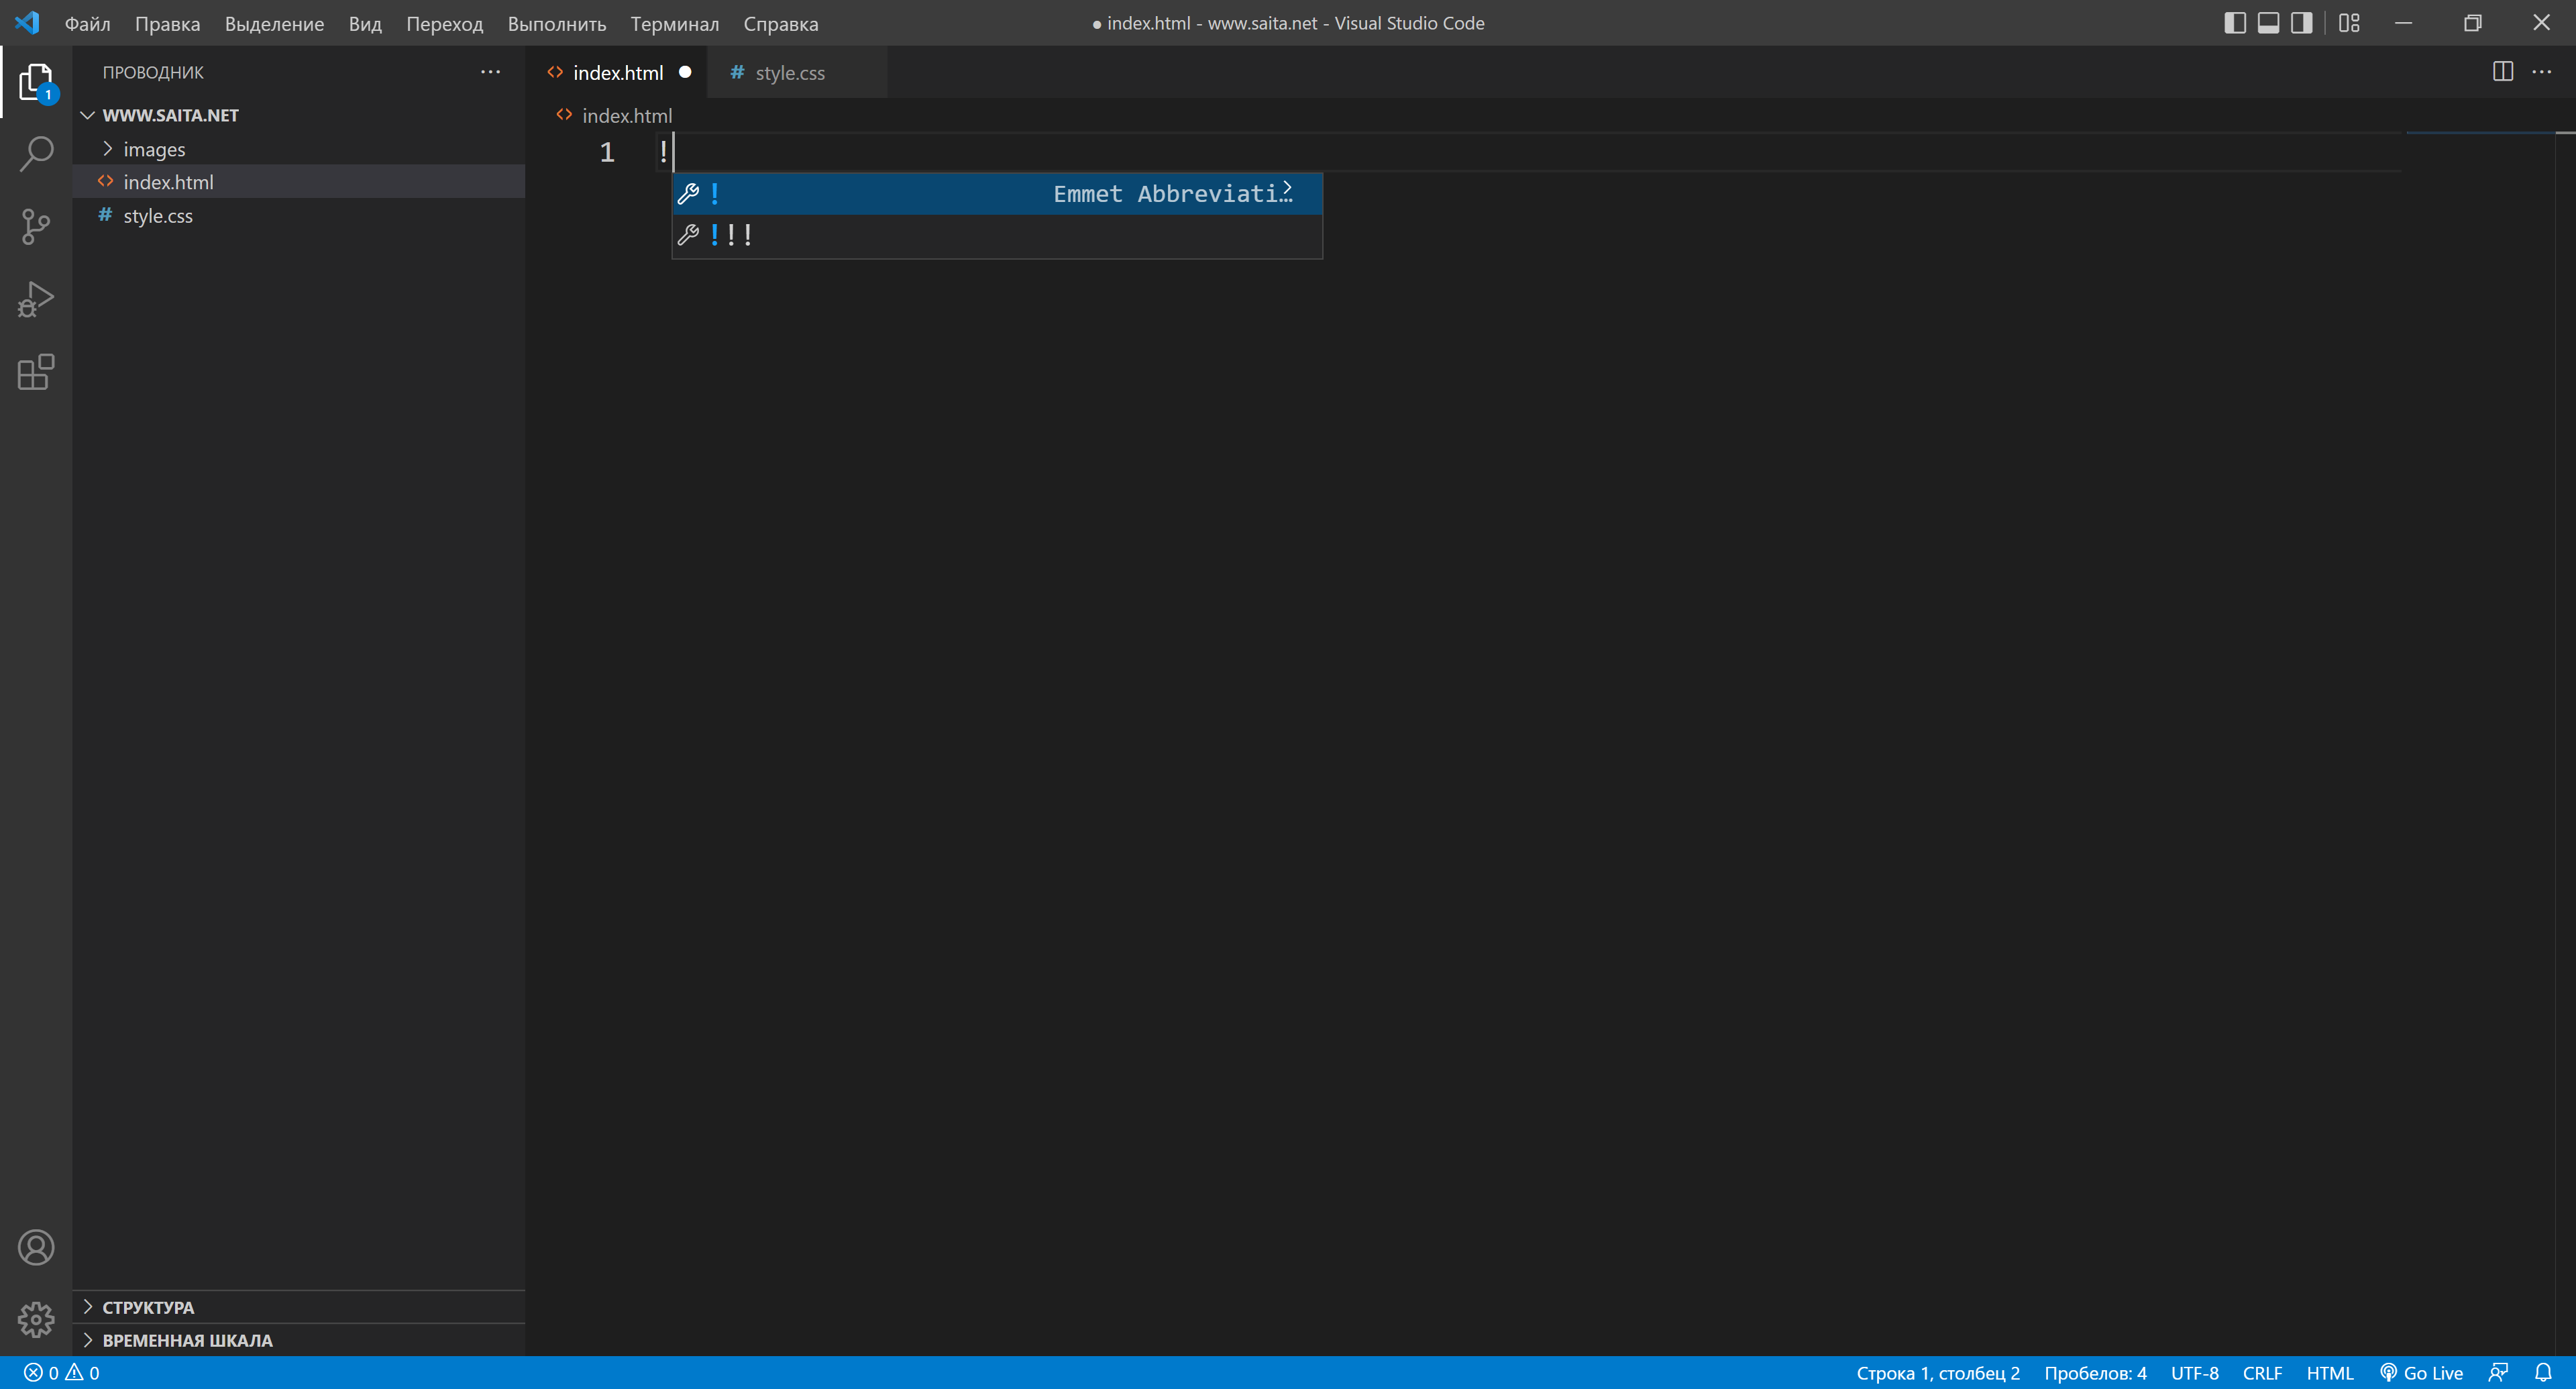 Файл Правка Выделение Вид Переход Выполнить Терминал Справка
● index.html - www.saita.net - Visual Studio Code
1
ПРОВОДНИК
WWW.SAITA.NET
images
index.html
style.css
СТРУКТУРА
ВРЕМЕННАЯ ШКАЛА
index.html style.css
index.html
1 !
! Emmet Abbreviati…
!!!
0 0
Строка 1, столбец 2 Пробелов: 4 UTF-8 CRLF HTML Go Live